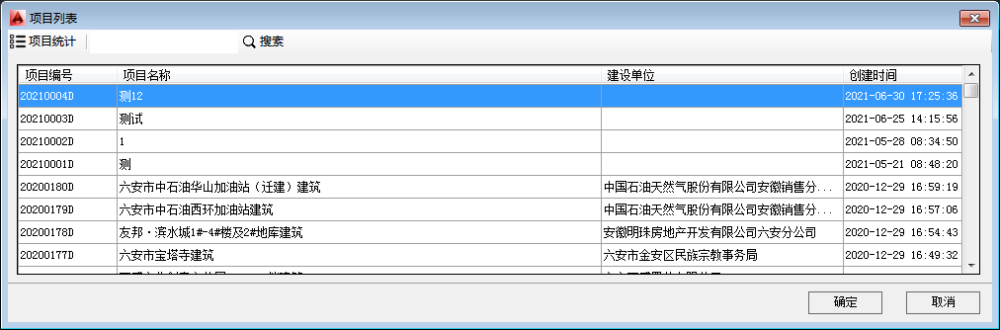 项目列表
项目统计 搜索
项目编号 项目名称 建设单位 创建时间
20210004D 测12 2021-06-30 17:25:36
20210003D 测试 2021-06-25 14:15:56
20210002D 1 2021-05-28 08:34:50
20210001D 测 2021-05-21 08:48:20
20200180D 六安市中石油华山加油站（迁建）建筑 中国石油天然气股份有限公司安徽销售分... 2020-12-29 16:59:19
20200179D 六安市中石油西环加油站建筑 中国石油天然气股份有限公司安徽销售分... 2020-12-29 16:57:06
20200178D 友邦·滨水城1#-4#楼及2#地库建筑 安徽明珠房地产开发有限公司六安分公司 2020-12-29 16:54:43
20200177D 六安市宝塔寺建筑 六安市金安区民族宗教事务局 2020-12-29 16:49:32
确定 取消